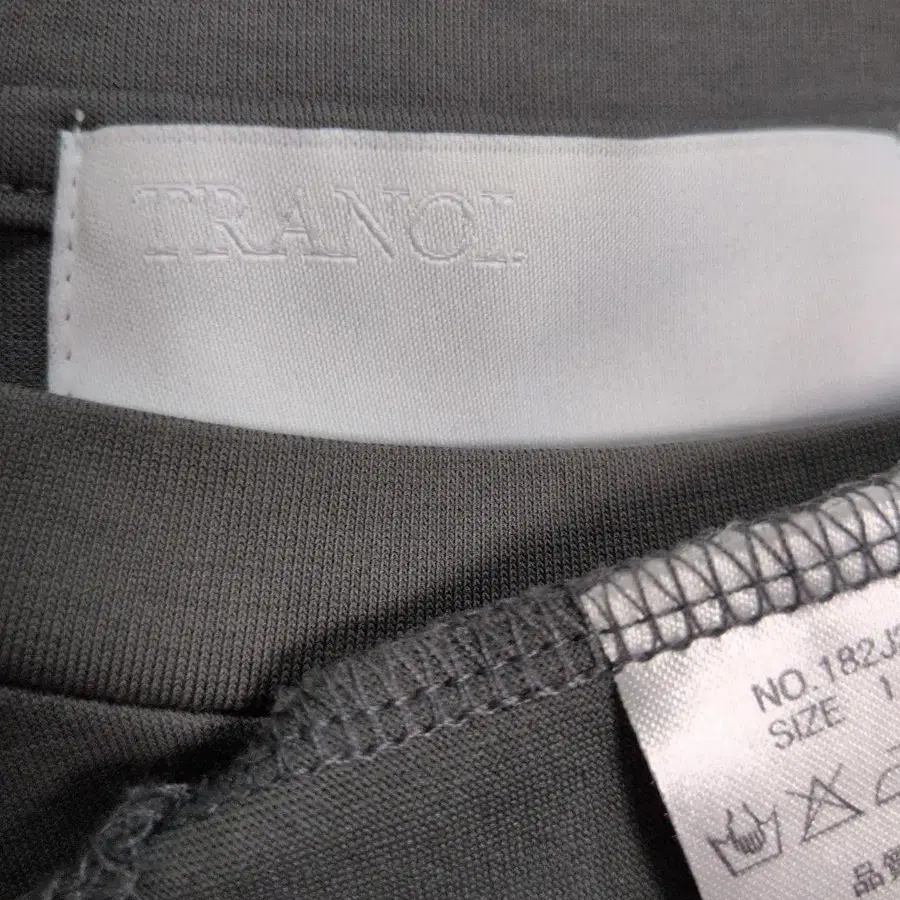 TRANOI.
NO.182J
SIZE
品質